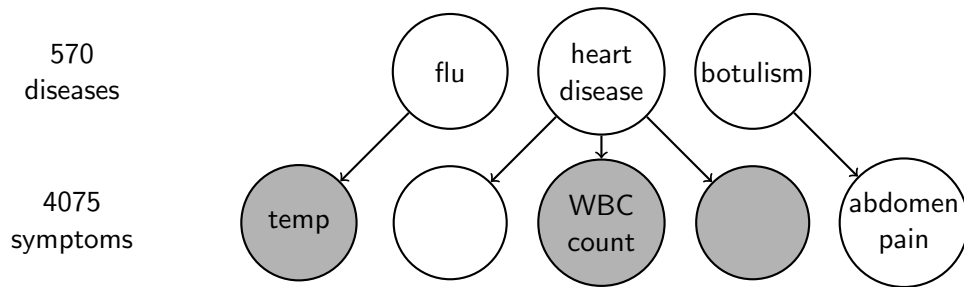 570
diseases
flu
heart
disease
botulism
4075
symptoms
temp
WBC
count
abdomen
pain